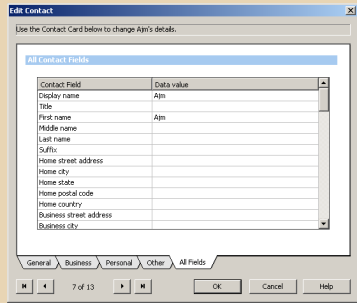 Edit Contact
Use the Contact Card below to change Ajm's details.
All Contact Fields
Contact Field Data value
Display name Ajm
Title
First name Ajm
Middle name
Last name
Suffix
Home street address
Home city
Home state
Home postal code
Home country
Business street address
Business city
General Business Personal Other All Fields
7 of 13 OK Cancel Help